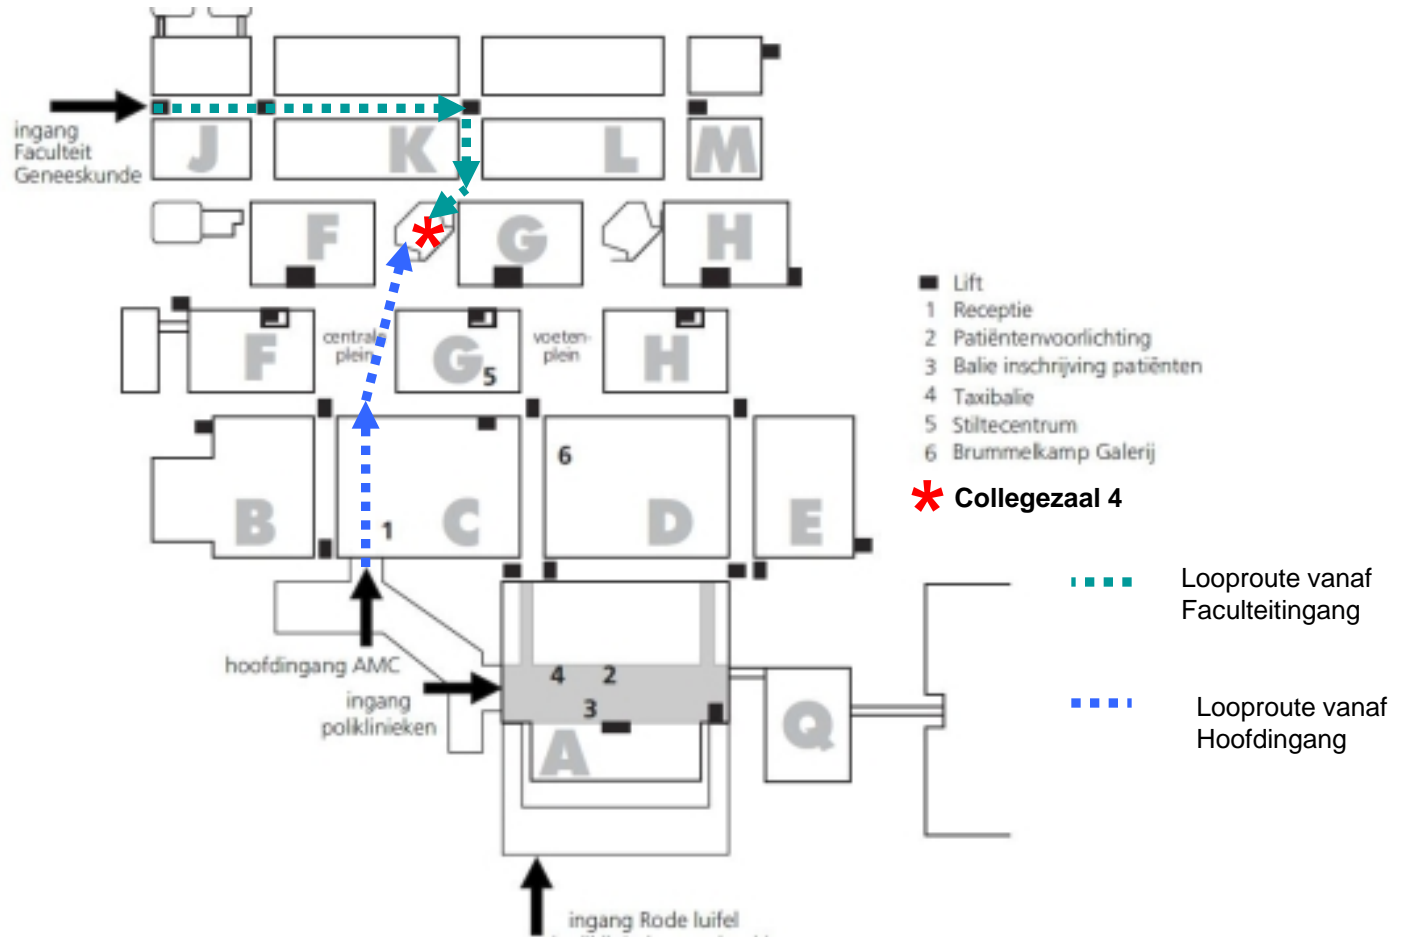 ingang
Faculteit
Geneeskunde
J
K
L
M
F
G
H
F
centrale
plein
G
5
voeten-
plein
H
B
1
C
6
D
E
hoofdingang AMC
ingang
poliklinieken
4
2
3
A
Q
ingang Rode luifel
Lift
1 Receptie
2 Patiëntenvoorlichting
3 Balie inschrijving patiënten
4 Taxibalie
5 Stiltecentrum
6 Brummelkamp Galerij
* Collegezaal 4
Looproute vanaf
Faculteitingang
Looproute vanaf
Hoofdingang